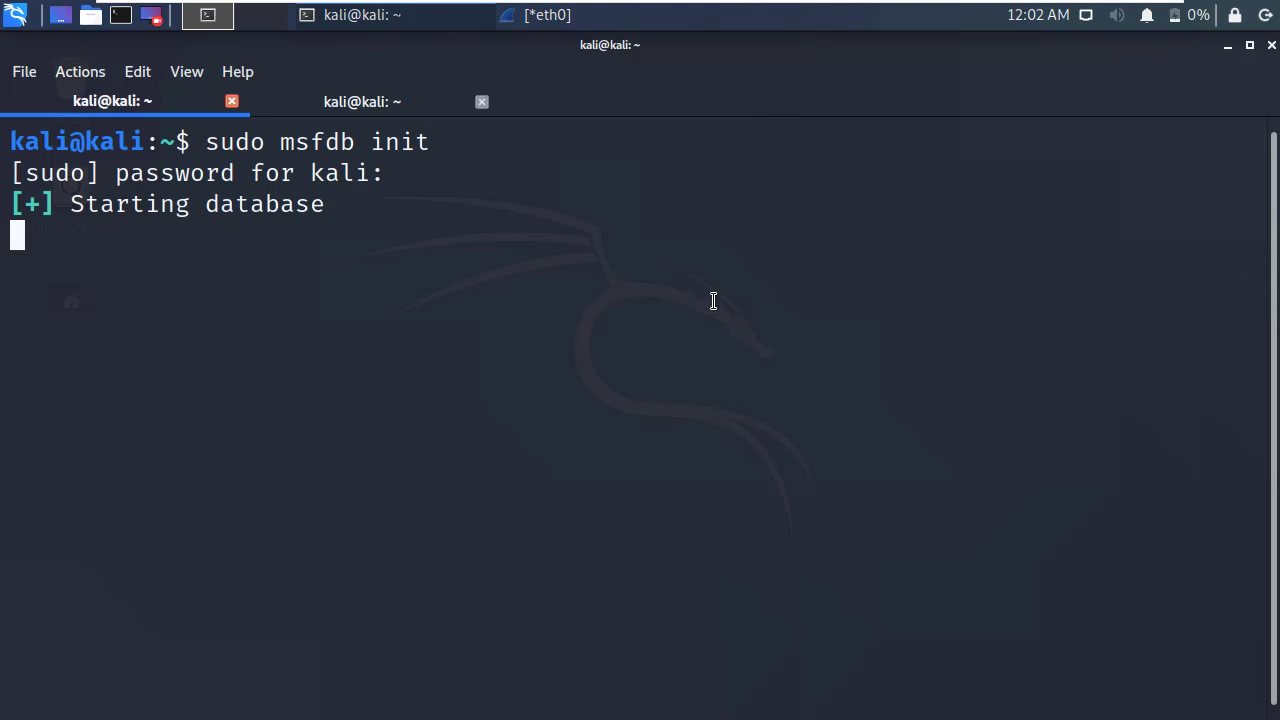 kali@kali: ~
[*eth0]
12:02 AM
0%
kali@kali: ~
File Actions Edit View Help
kali@kali: ~
kali@kali: ~
kali@kali:~$ sudo msfdb init
[sudo] password for kali:
[+] Starting database